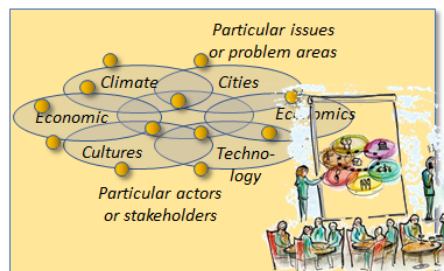 Particular issues
or problem areas
Climate
Cities
Economic
Economics
Cultures
Techno-
logy
Particular actors
or stakeholders